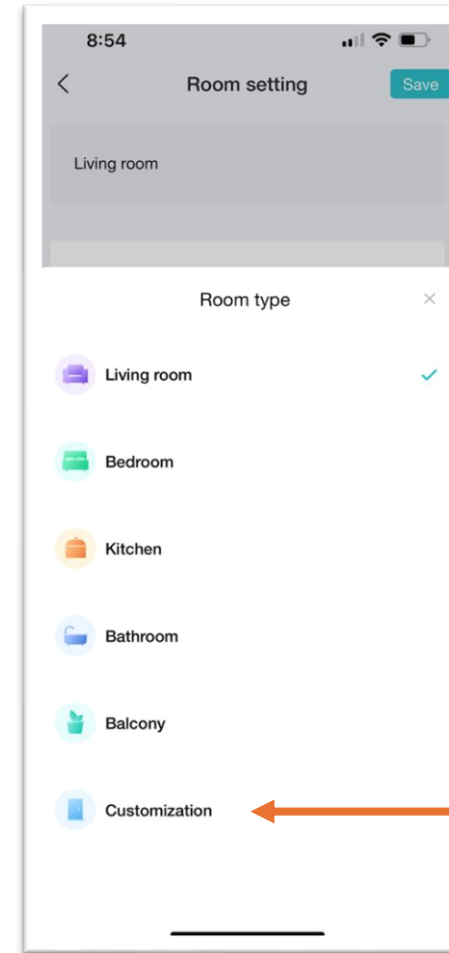 8:54
Room setting
Save
Living room
Room type
Living room
Bedroom
Kitchen
Bathroom
Balcony
Customization